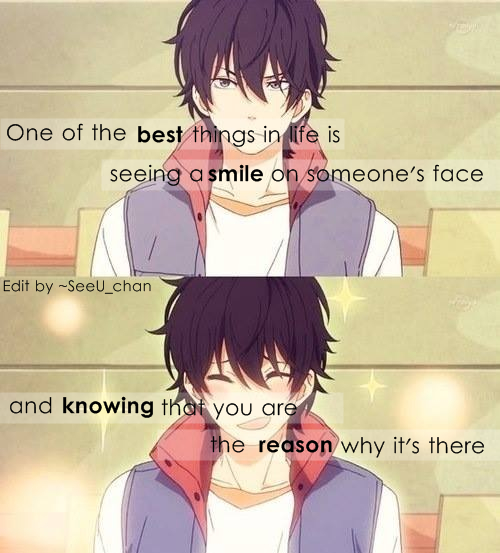 One of the best things in life is
seeing a smile on someone's face
Edit by ~SeeU_chan
and knowing that you are
the reason why it's there